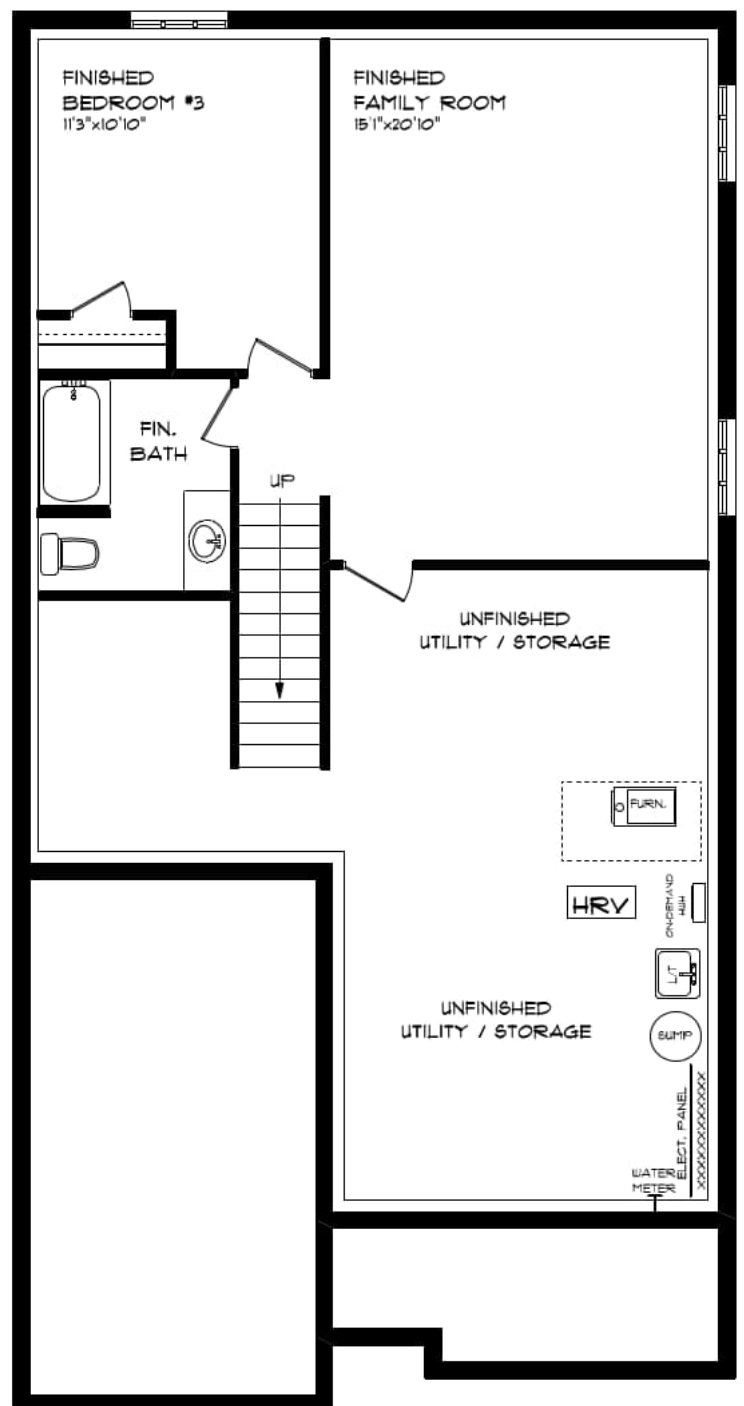 FINISHED
BEDROOM #3
11'3"x10'10"
FINISHED
FAMILY ROOM
15'1"x20'10"
FIN.
BATH
UP
UNFINISHED
UTILITY / STORAGE
FURN.
HRV
ON-DEMAND
HWH
L/T
UNFINISHED
UTILITY / STORAGE
SUMP
ELECT. PANEL
XXXXXXXXXXXX
WATER
METER